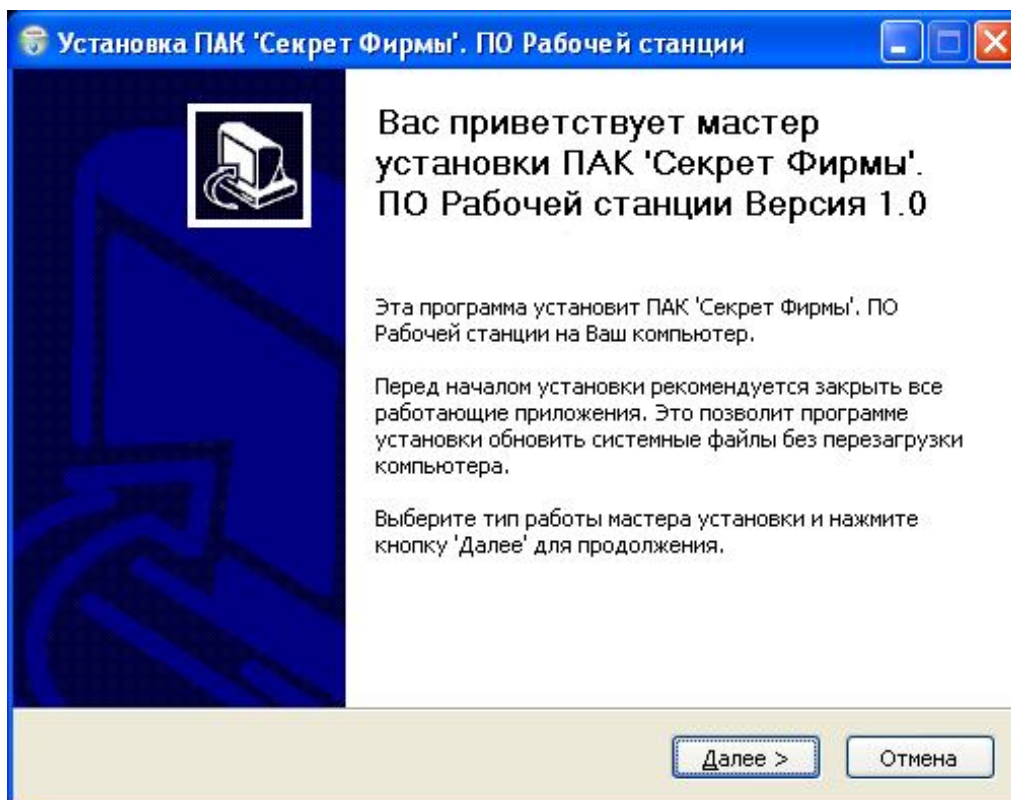 Установка ПАК 'Секрет Фирмы'. ПО Рабочей станции
Вас приветствует мастер
установки ПАК 'Секрет Фирмы'.
ПО Рабочей станции Версия 1.0
Эта программа установит ПАК 'Секрет Фирмы'. ПО
Рабочей станции на Ваш компьютер.
Перед началом установки рекомендуется закрыть все
работающие приложения. Это позволит программе
установки обновить системные файлы без перезагрузки
компьютера.
Выберите тип работы мастера установки и нажмите
кнопку 'Далее' для продолжения.
Далее >
Отмена